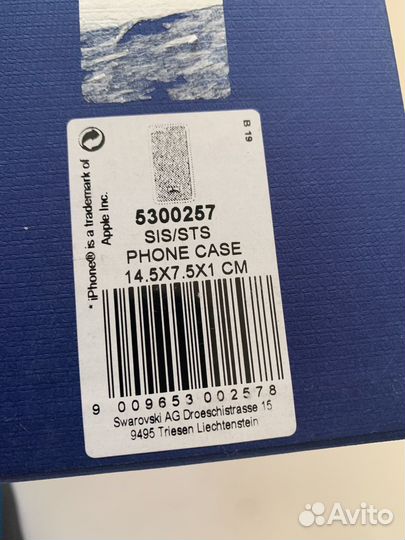 B 19
* iPhone® is a trademark of
Apple Inc.
5300257
SIS/STS
PHONE CASE
14.5X7.5X1 CM
9 009653 002578
Swarovski AG Droeschistrasse 15
9495 Triesen Liechtenstein
Avito